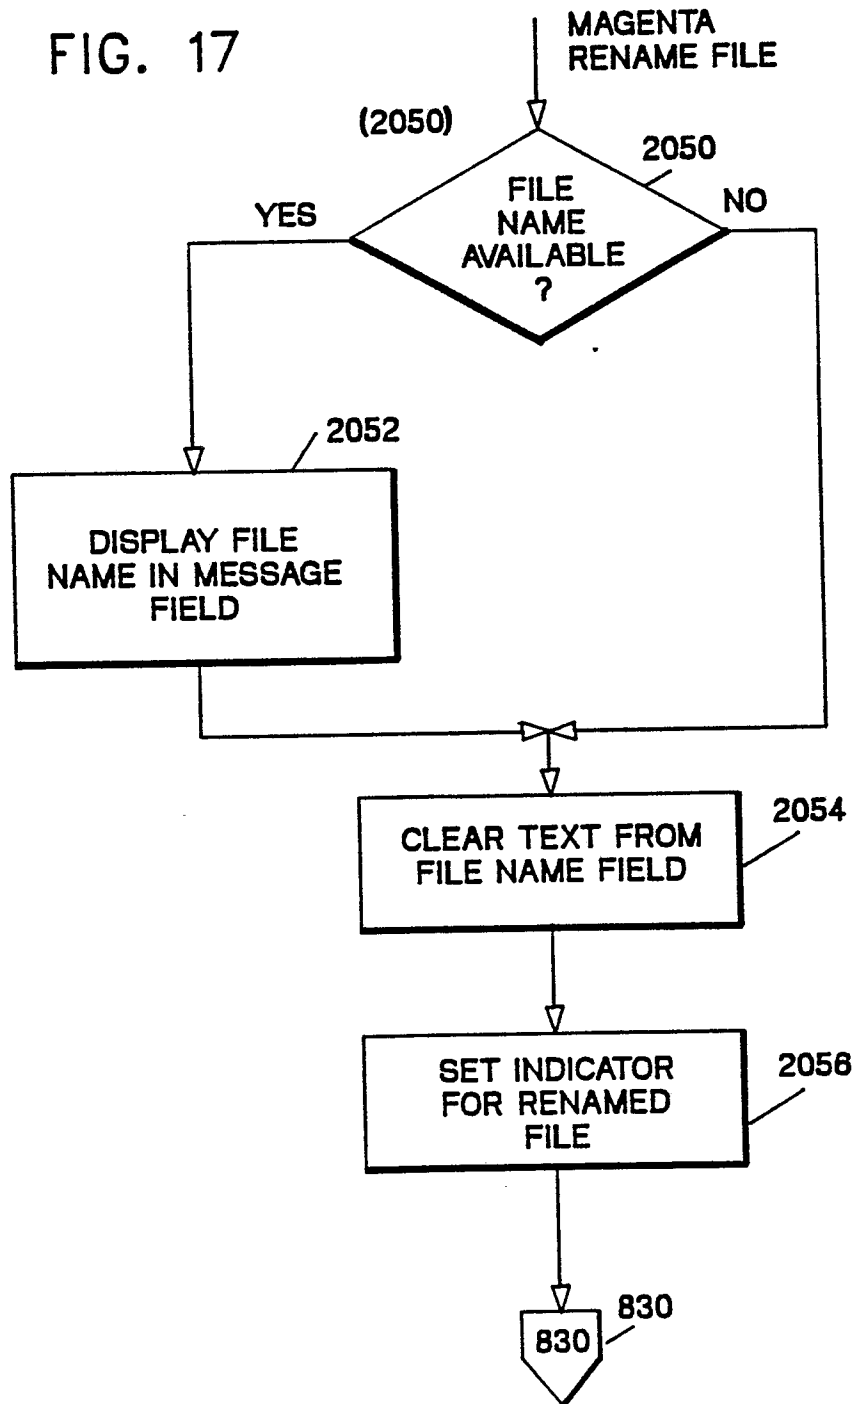 FIG. 17
MAGENTA
RENAME FILE
(2050)
2050
FILE
NAME
AVAILABLE
?
YES
NO
2052
DISPLAY FILE
NAME IN MESSAGE
FIELD
2054
CLEAR TEXT FROM
FILE NAME FIELD
2056
SET INDICATOR
FOR RENAMED
FILE
830
830